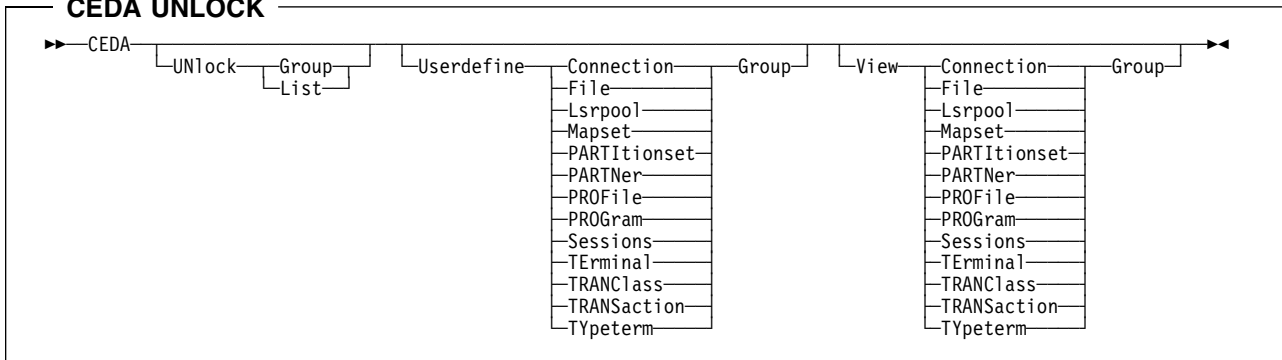 CEDA UNLOCK
CEDA
UNlock Group Userdefine Connection Group View Connection Group
List File File
Lsrpool Lsrpool
Mapset Mapset
PARTItionset PARTItionset
PARTNer PARTNer
PROFile PROFile
PROGram PROGram
Sessions Sessions
TErminal TErminal
TRANClass TRANClass
TRANSaction TRANSaction
TYpeterm TYpeterm